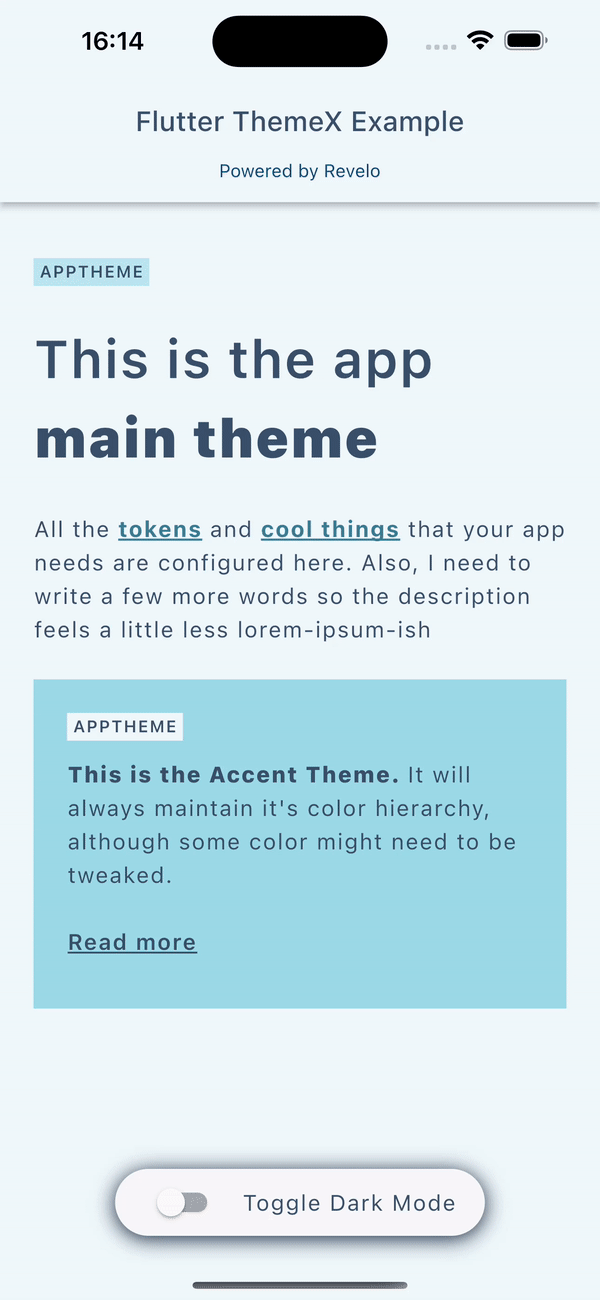 16:14
Flutter ThemeX Example
Powered by Revelo
APPTHEME
This is the app
main theme
All the tokens and cool things that your app
needs are configured here. Also, I need to
write a few more words so the description
feels a little less lorem-ipsum-ish
APPTHEME
This is the Accent Theme. It will
always maintain it's color hierarchy,
although some color might need to be
tweaked.
Read more
Toggle Dark Mode